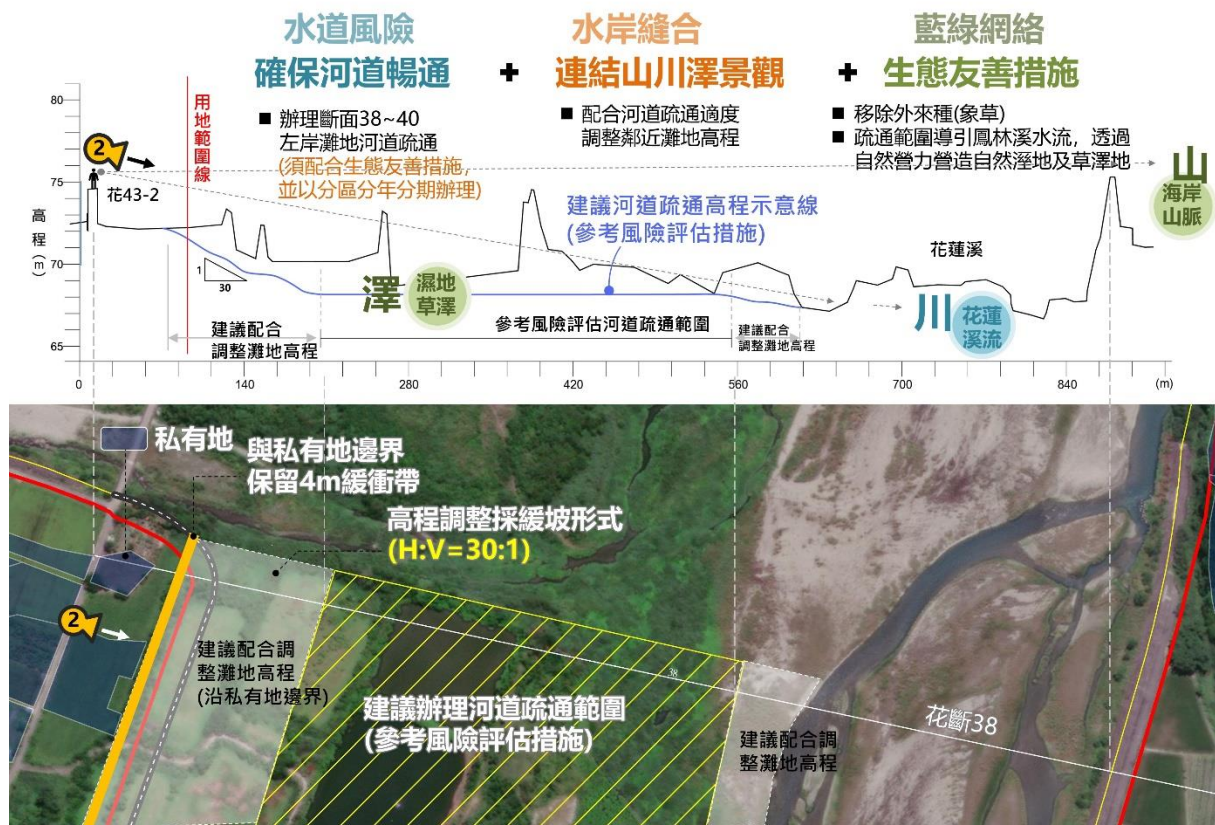 水道風險
確保河道暢通
+
水岸縫合
連結山川澤景觀
+
藍綠網絡
生態友善措施
■ 辦理斷面38~40
左岸灘地河道疏通
(須配合生態友善措施,
並以分區分年分期辦理)
■ 配合河道疏通適度
調整鄰近灘地高程
■ 移除外來種(象草)
■ 疏通範圍導引鳳林溪水流，透過
自然營力營造自然溼地及草澤地
用地範圍線
2
花43-2
高程(m)
80
75
70
65
1
30
建議河道疏通高程示意線
(參考風險評估措施)
澤
濕地
草澤
花蓮溪
川
花蓮
溪流
山
海岸
山脈
建議配合
調整灘地高程
參考風險評估河道疏通範圍
建議配合
調整灘地高程
0
140
280
420
560
700
840
(m)
私有地
與私有地邊界
保留4m緩衝帶
高程調整採緩坡形式
(H:V=30:1)
2
建議配合調
整灘地高程
(沿私有地邊界)
建議辦理河道疏通範圍
(參考風險評估措施)
38
建議配合調
整灘地高程
花斷38